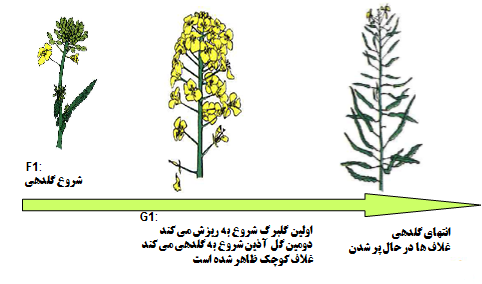 F1:
شروع گلدهی
G1:
اولین گلبرگ شروع به ریزش می کند
دومین گل آذین شروع به گلدهی می کند
غلاف کوچک ظاهر شده است
انتهای گلدهی
غلاف ها در حال پر شدن